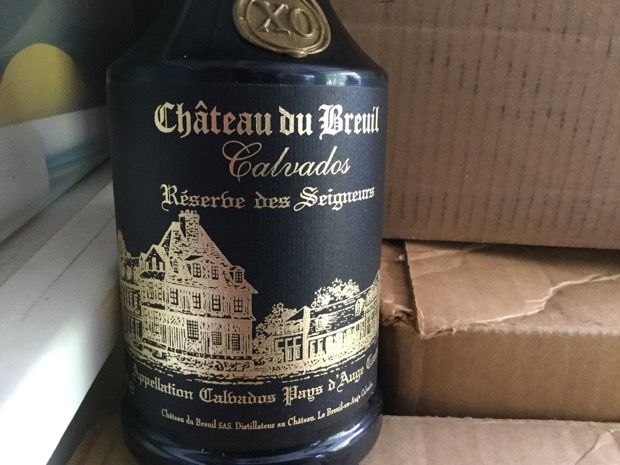 XO
Château du Breuil
Calvados
Réserve des Seigneurs
Appellation Calvados Pays d'Auge
Château du Breuil SAS. Distillateur au Château. Le Breuil-en-Auge